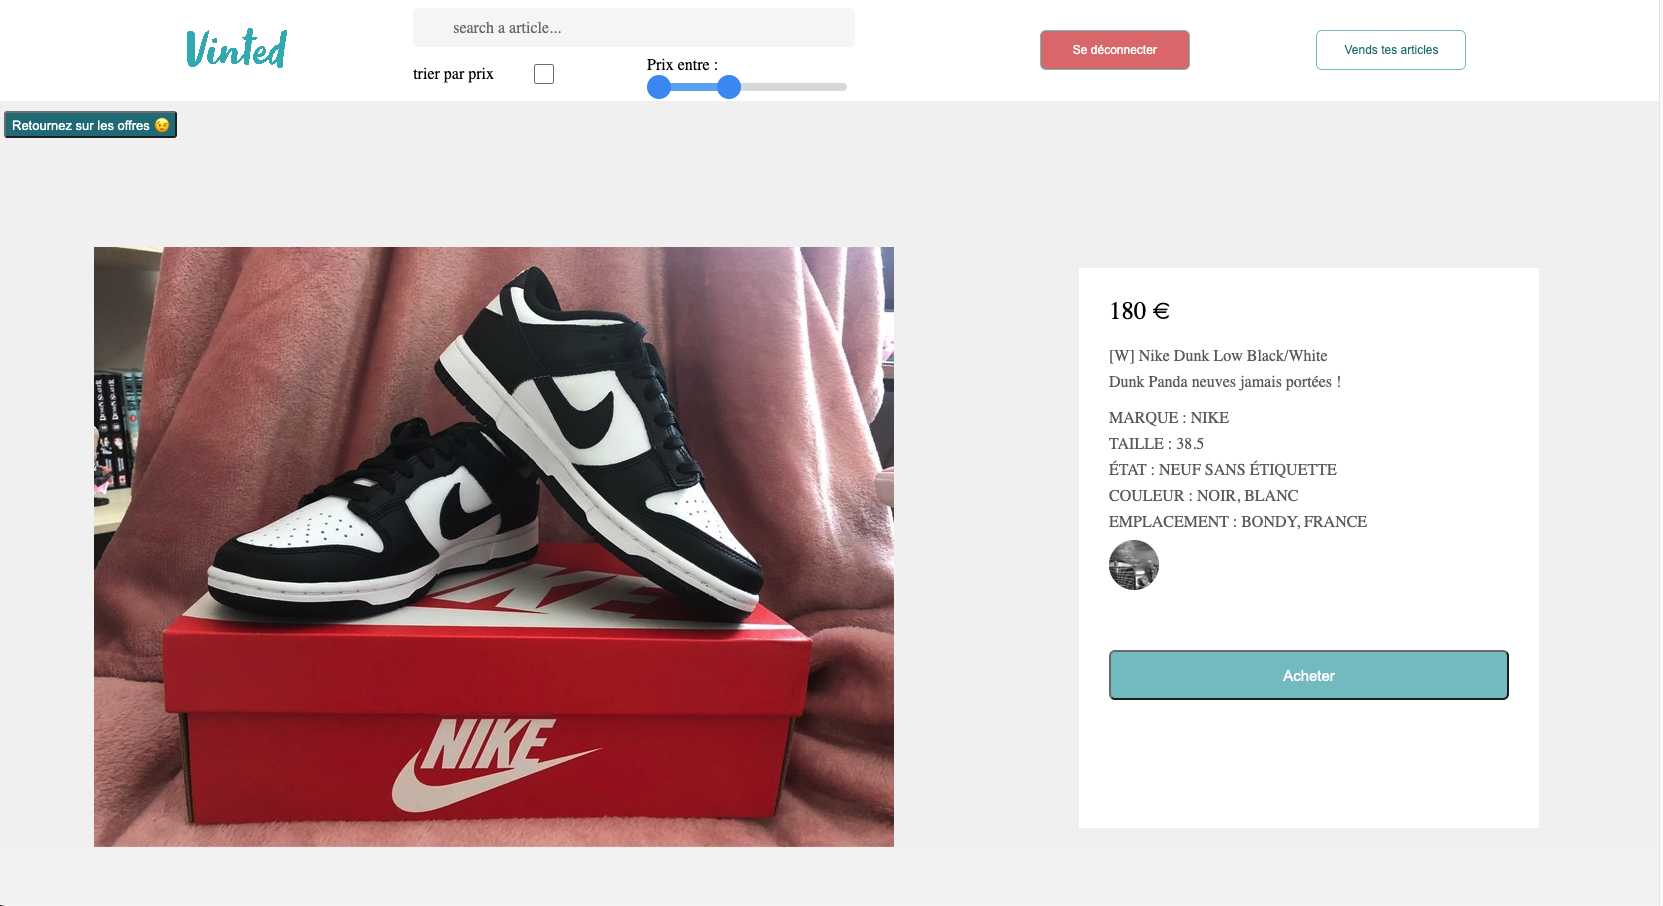 Vinted
search a article...
trier par prix
Prix entre :
Se déconnecter
Vends tes articles
Retournez sur les offres 😉
180 €
[W] Nike Dunk Low Black/White
Dunk Panda neuves jamais portées !
MARQUE : NIKE
TAILLE : 38.5
ÉTAT : NEUF SANS ÉTIQUETTE
COULEUR : NOIR, BLANC
EMPLACEMENT : BONDY, FRANCE
Acheter
NIKE